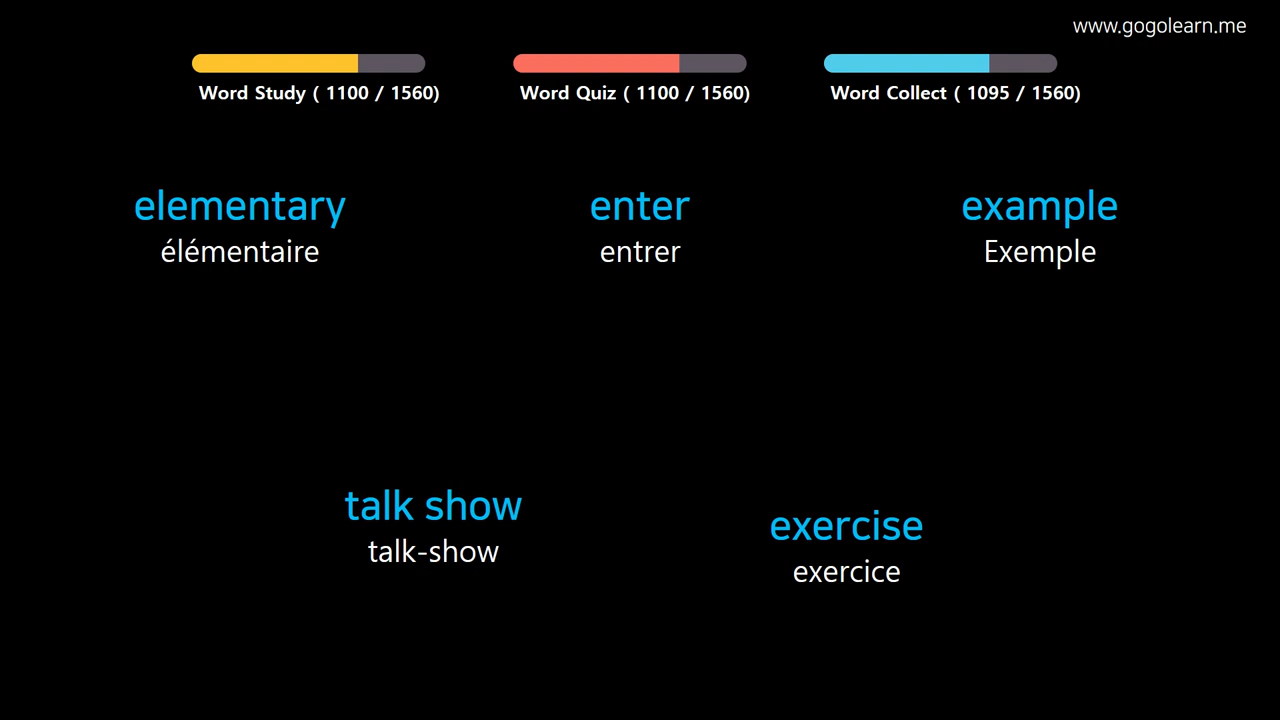 www.gogolearn.me
Word Study ( 1100 / 1560)
Word Quiz ( 1100 / 1560)
Word Collect ( 1095 / 1560)
elementary
élémentaire
enter
entrer
example
Exemple
talk show
talk-show
exercise
exercice